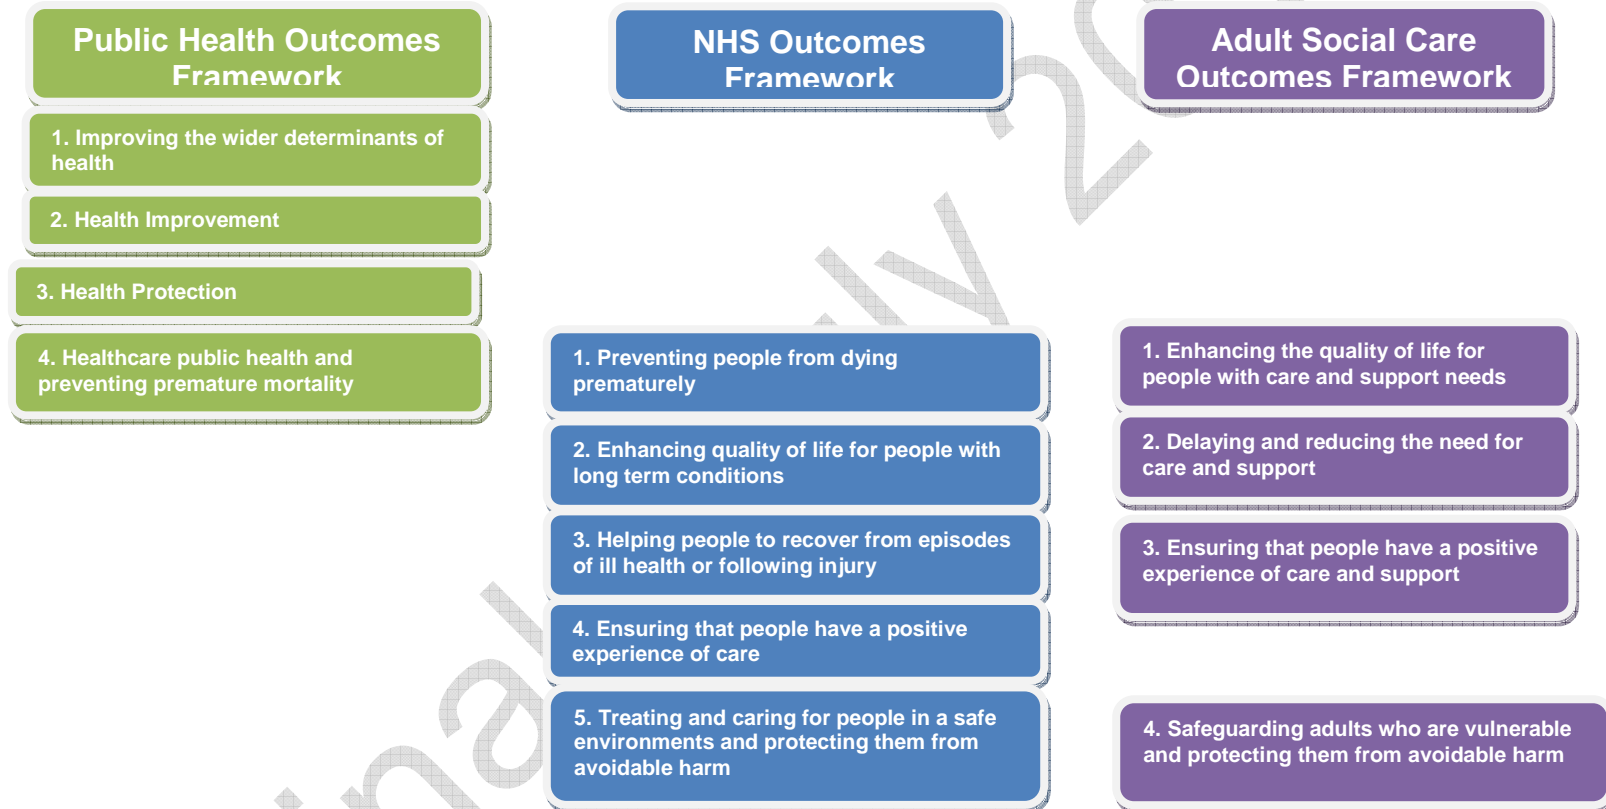 Public Health Outcomes
Framework
1. Improving the wider determinants of
health
2. Health Improvement
3. Health Protection
4. Healthcare public health and
preventing premature mortality
NHS Outcomes
Framework
1. Preventing people from dying
prematurely
2. Enhancing quality of life for people with
long term conditions
3. Helping people to recover from episodes
of ill health or following injury
4. Ensuring that people have a positive
experience of care
5. Treating and caring for people in a safe
environments and protecting them from
avoidable harm
Adult Social Care
Outcomes Framework
1. Enhancing the quality of life for
people with care and support needs
2. Delaying and reducing the need for
care and support
3. Ensuring that people have a positive
experience of care and support
4. Safeguarding adults who are vulnerable
and protecting them from avoidable harm